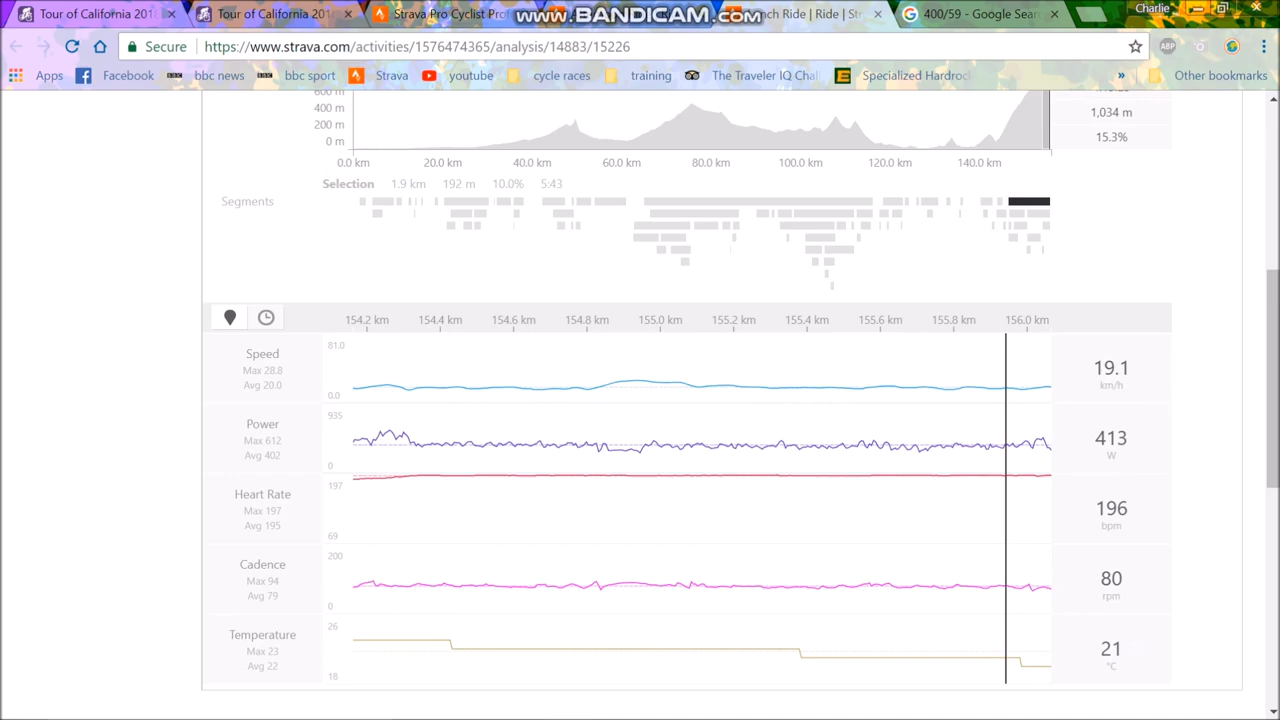 Tour of California 201
Tour of California 201
Strava Pro Cyclist Pro
nch Ride | Ride | St
400/59 - Google Sear
Charlie
www.BANDICAM.com
Secure
https://www.strava.com/activities/1576474365/analysis/14883/15226
ABP
Apps
Facebook
bbc news
bbc sport
Strava
youtube
cycle races
training
The Traveler IQ Chal
Specialized Hardroc
»
Other bookmarks
600 m
400 m
200 m
0 m
1,034 m
15.3%
0.0 km 20.0 km 40.0 km 60.0 km 80.0 km 100.0 km 120.0 km 140.0 km
Selection 1.9 km 192 m 10.0% 5:43
Segments
154.2 km 154.4 km 154.6 km 154.8 km 155.0 km 155.2 km 155.4 km 155.6 km 155.8 km 156.0 km
Speed
Max 28.8
Avg 20.0
81.0
0.0
19.1
km/h
Power
Max 612
Avg 402
935
0
413
W
Heart Rate
Max 197
Avg 195
197
69
196
bpm
Cadence
Max 94
Avg 79
200
0
80
rpm
Temperature
Max 23
Avg 22
26
18
21
°C